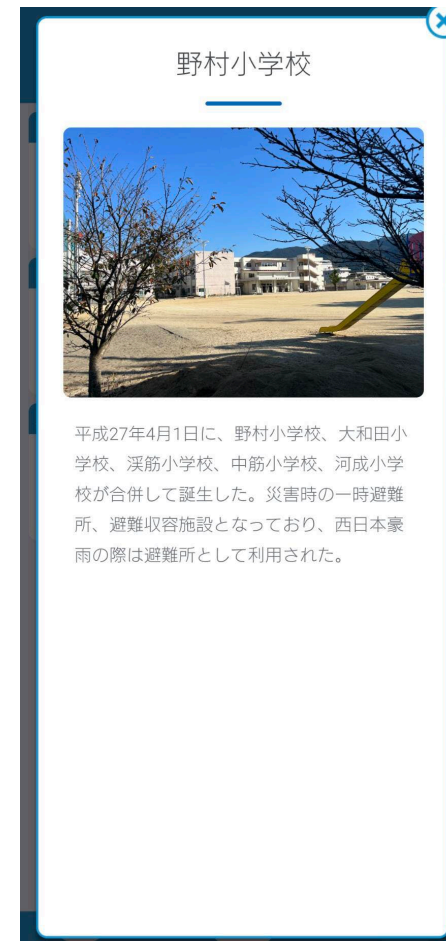 野村小学校
平成27年4月1日に、野村小学校、大和田小
学校、渓筋小学校、中筋小学校、河成小学
校が合併して誕生した。災害時の一時避難
所、避難収容施設となっており、西日本豪
雨の際は避難所として利用された。